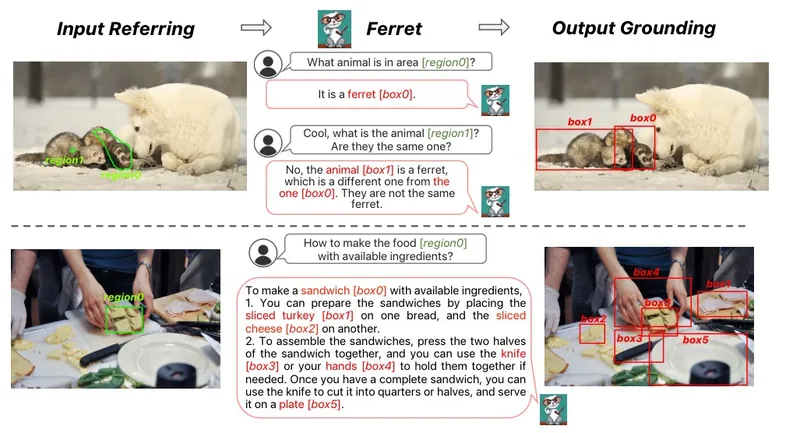 Input Referring
Ferret
Output Grounding
What animal is in area [region0]?
It is a ferret [box0].
Cool, what is the animal [region1]?
Are they the same one?
No, the animal [box1] is a ferret,
which is a different one from the
one [box0]. They are not the same
ferret.
region1
region0
box1
box0
How to make the food [region0]
with available ingredients?
To make a sandwich [box0] with available ingredients,
1. You can prepare the sandwiches by placing the
sliced turkey [box1] on one bread, and the sliced
cheese [box2] on another.
2. To assemble the sandwiches, press the two halves
of the sandwich together, and you can use the knife
[box3] or your hands [box4] to hold them together if
needed. Once you have a complete sandwich, you can
use the knife to cut it into quarters or halves, and serve
it on a plate [box5].
region0
box4
box1
box0
box2
box3
box5